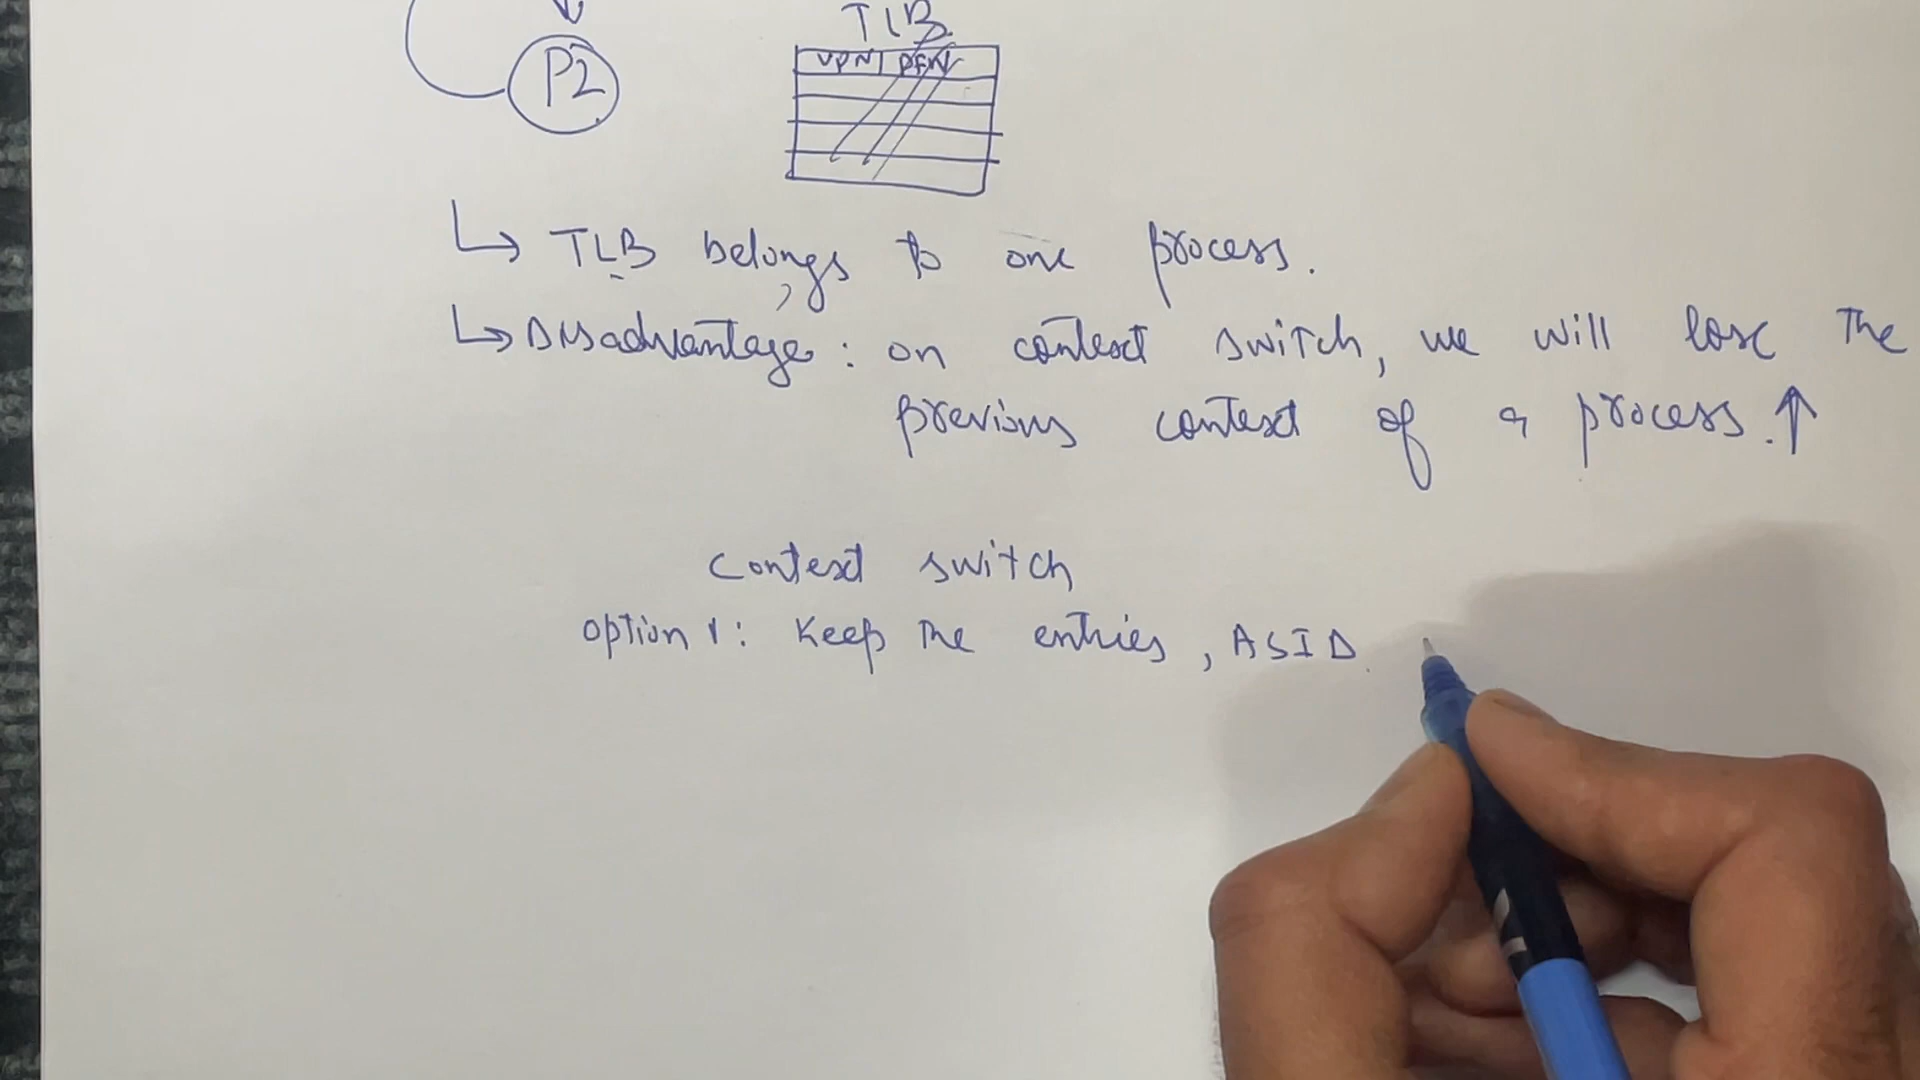 TLB
P2
VPN PFN
TLB belongs to one process.
Disadvantage: on context switch, we will lose the
previous context of a process.
Context switch
option 1: Keep the entries, ASID